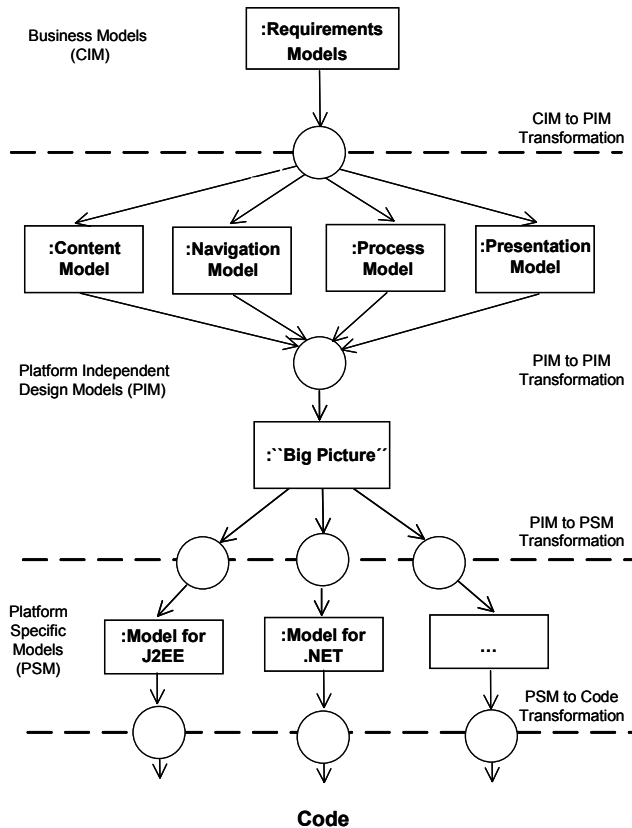 Business Models
(CIM)
:Requirements
Models
CIM to PIM
Transformation
:Content
Model
:Navigation
Model
:Process
Model
:Presentation
Model
Platform Independent
Design Models (PIM)
PIM to PIM
Transformation
:``Big Picture´´
PIM to PSM
Transformation
Platform
Specific
Models
(PSM)
:Model for
J2EE
:Model for
.NET
...
PSM to Code
Transformation
Code